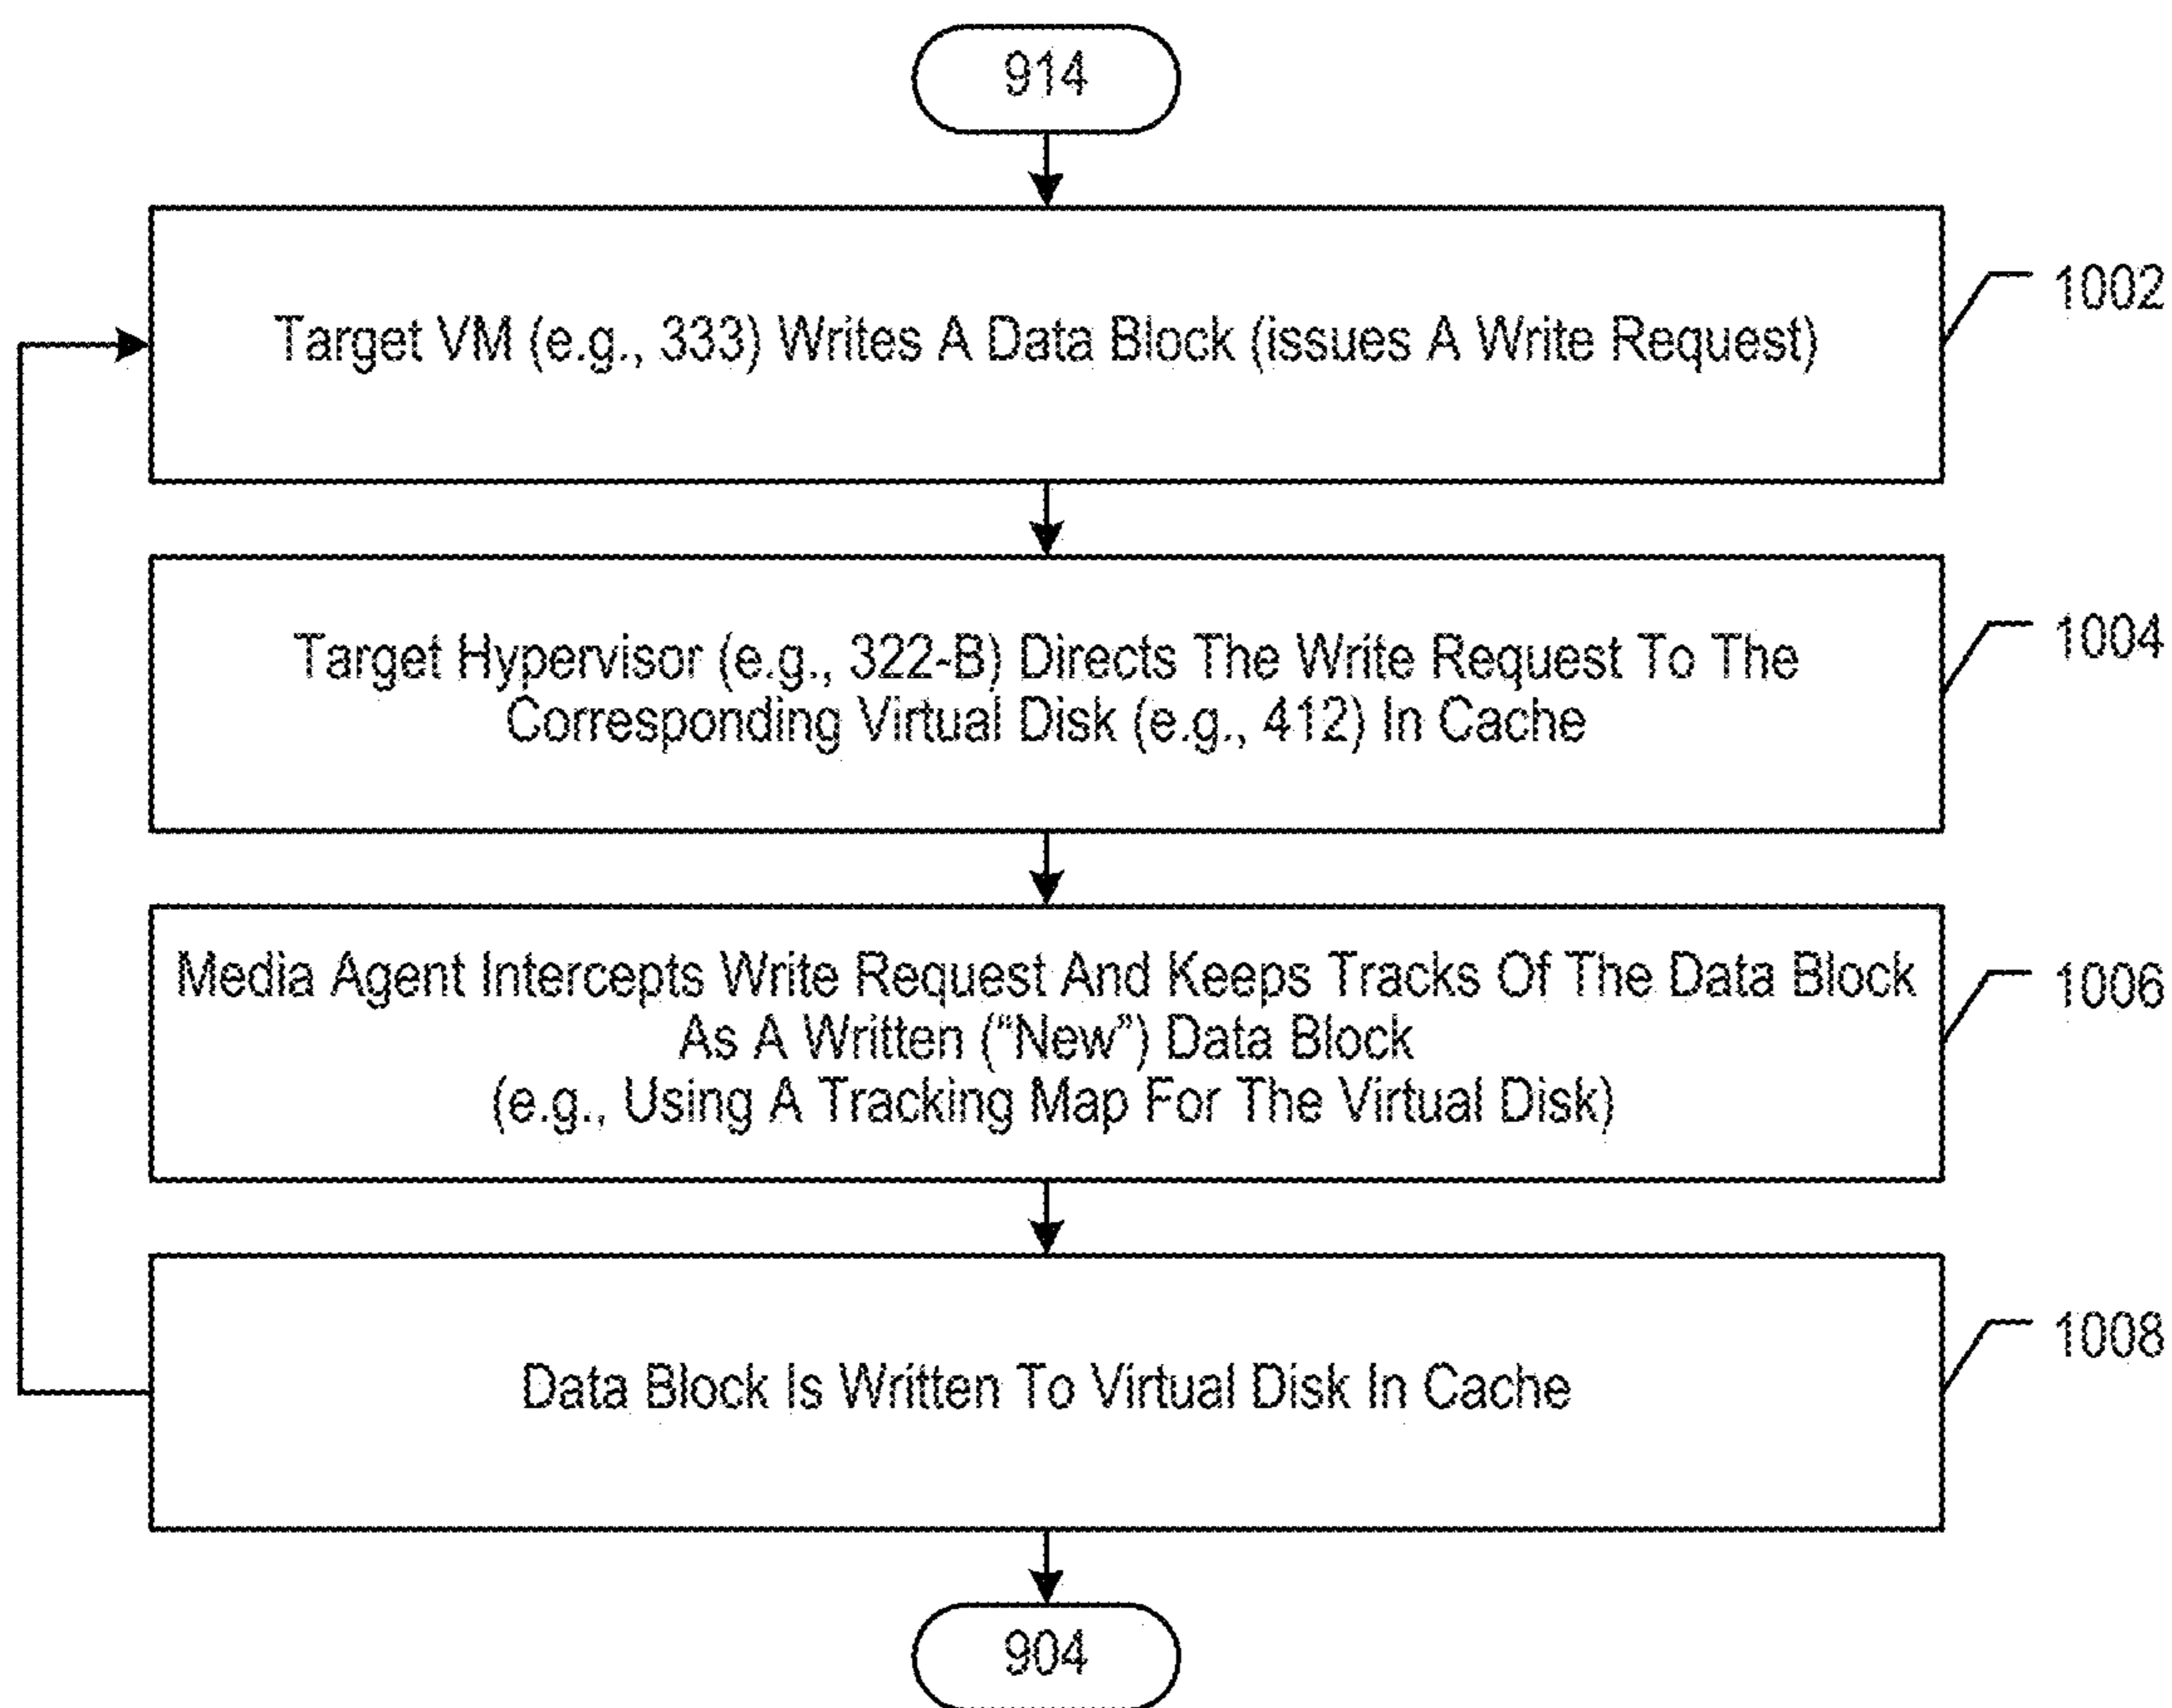 914
Target VM (e.g., 333) Writes A Data Block (issues A Write Request)
1002
Target Hypervisor (e.g., 322-B) Directs The Write Request To The
Corresponding Virtual Disk (e.g., 412) In Cache
1004
Media Agent Intercepts Write Request And Keeps Tracks Of The Data Block
As A Written (“New”) Data Block
(e.g., Using A Tracking Map For The Virtual Disk)
1006
Data Block Is Written To Virtual Disk In Cache
1008
904